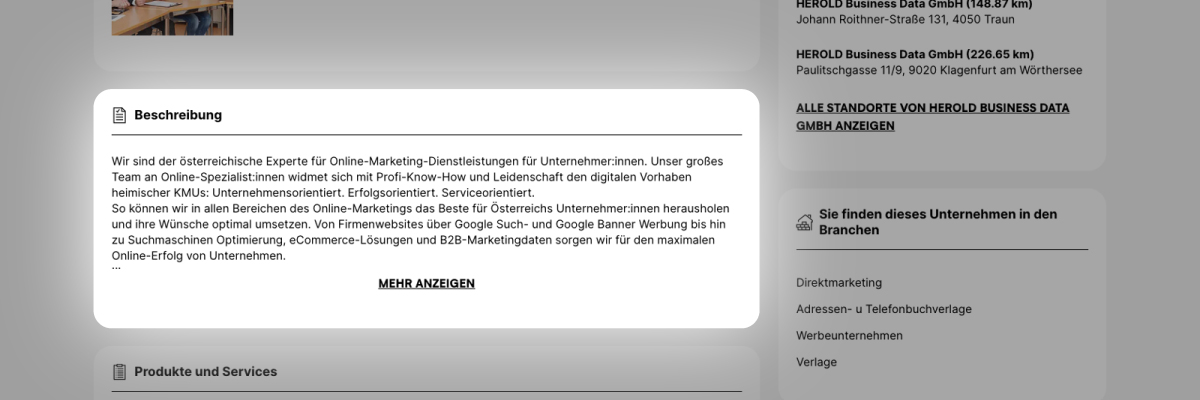 Beschreibung
Wir sind der österreichische Experte für Online-Marketing-Dienstleistungen für Unternehmer:innen. Unser großes
Team an Online-Spezialist:innen widmet sich mit Profi-Know-How und Leidenschaft den digitalen Vorhaben
heimischer KMUs: Unternehmensorientiert. Erfolgsorientiert. Serviceorientiert.
So können wir in allen Bereichen des Online-Marketings das Beste für Österreichs Unternehmer:innen herausholen
und ihre Wünsche optimal umsetzen. Von Firmenwebsites über Google Such- und Google Banner Werbung bis hin
zu Suchmaschinen Optimierung, eCommerce-Lösungen und B2B-Marketingdaten sorgen wir für den maximalen
Online-Erfolg von Unternehmen.
...
MEHR ANZEIGEN
Produkte und Services
HEROLD Business Data GmbH (148.87 km)
Johann Roithner-Straße 131, 4050 Traun
HEROLD Business Data GmbH (226.65 km)
Paulitschgasse 11/9, 9020 Klagenfurt am Wörthersee
ALLE STANDORTE VON HEROLD BUSINESS DATA
GMBH ANZEIGEN
Sie finden dieses Unternehmen in den
Branchen
Direktmarketing
Adressen- u Telefonbuchverlage
Werbeunternehmen
Verlage